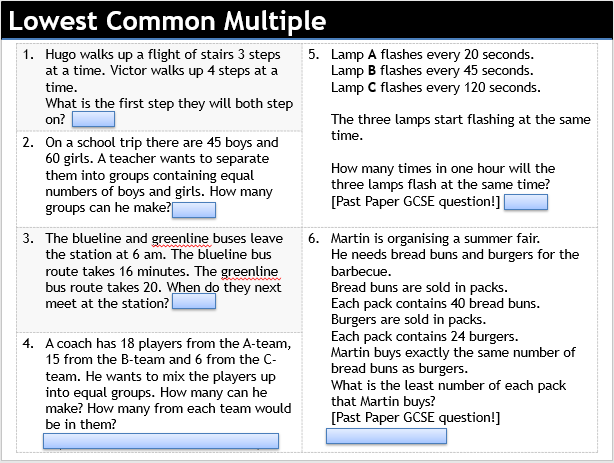 Lowest Common Multiple
1. Hugo walks up a flight of stairs 3 steps
at a time. Victor walks up 4 steps at a
time.
What is the first step they will both step
on?
2. On a school trip there are 45 boys and
60 girls. A teacher wants to separate
them into groups containing equal
numbers of boys and girls. How many
groups can he make?
3. The blueline and greenline buses leave
the station at 6 am. The blueline bus
route takes 16 minutes. The greenline
bus route takes 20. When do they next
meet at the station?
4. A coach has 18 players from the A-team,
15 from the B-team and 6 from the C-
team. He wants to mix the players up
into equal groups. How many can he
make? How many from each team would
be in them?
5. Lamp A flashes every 20 seconds.
Lamp B flashes every 45 seconds.
Lamp C flashes every 120 seconds.
The three lamps start flashing at the same
time.
How many times in one hour will the
three lamps flash at the same time?
[Past Paper GCSE question!]
6. Martin is organising a summer fair.
He needs bread buns and burgers for the
barbecue.
Bread buns are sold in packs.
Each pack contains 40 bread buns.
Burgers are sold in packs.
Each pack contains 24 burgers.
Martin buys exactly the same number of
bread buns as burgers.
What is the least number of each pack
that Martin buys?
[Past Paper GCSE question!]